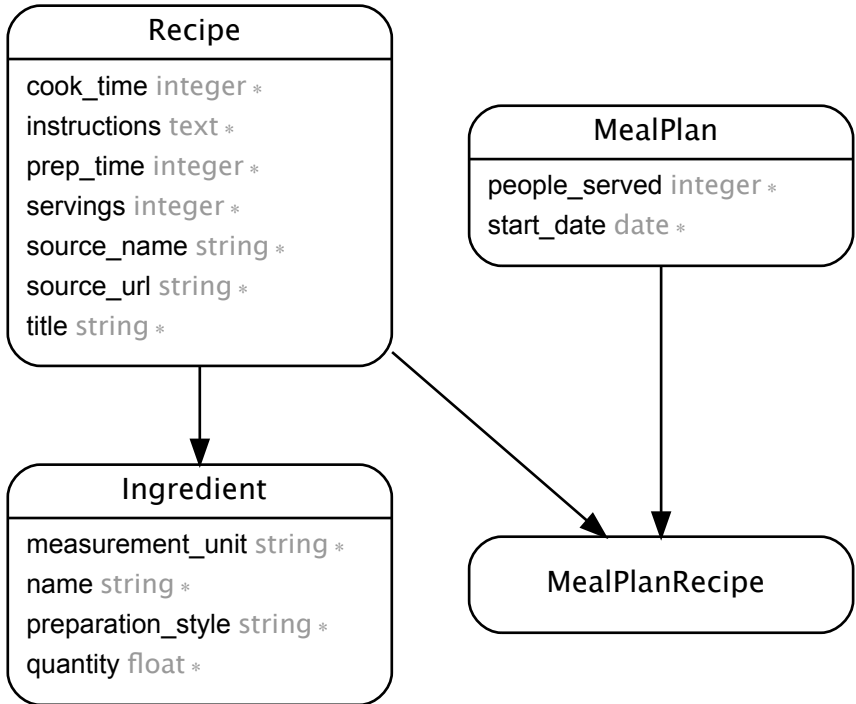 Recipe
cook_time integer *
instructions text *
prep_time integer *
servings integer *
source_name string *
source_url string *
title string *
MealPlan
people_served integer *
start_date date *
Ingredient
measurement_unit string *
name string *
preparation_style string *
quantity float *
MealPlanRecipe